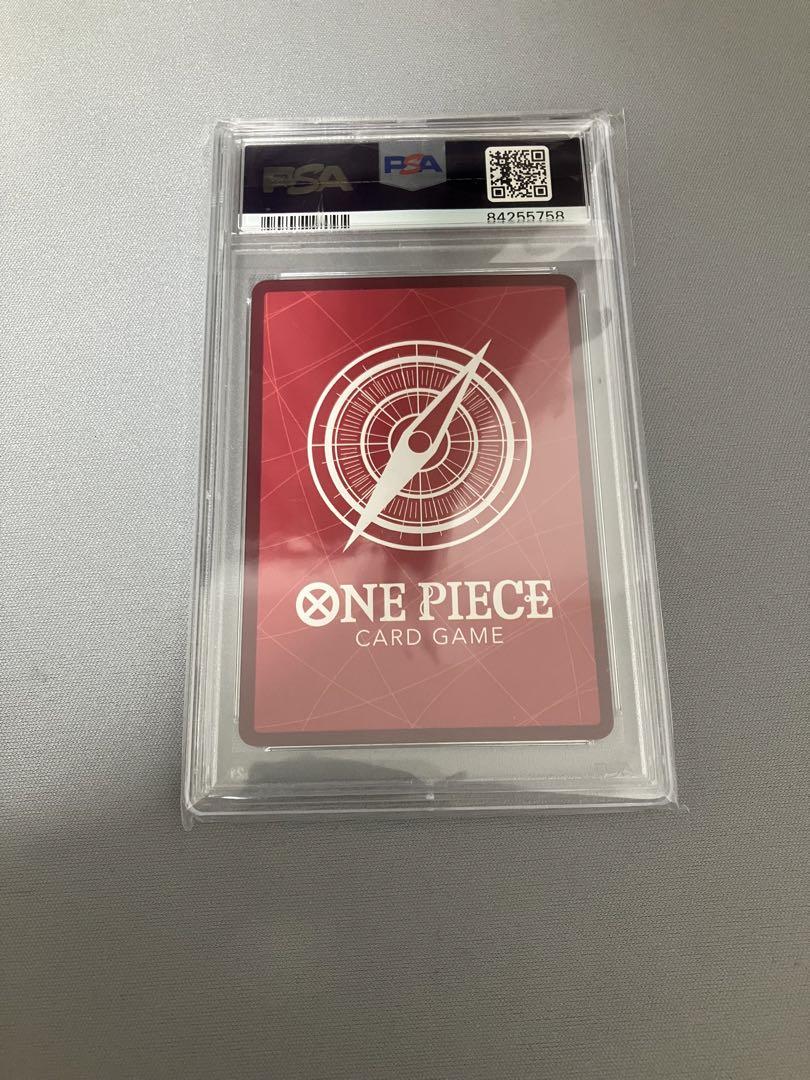 PSA PSA
84255758
ONE PIECE
CARD GAME